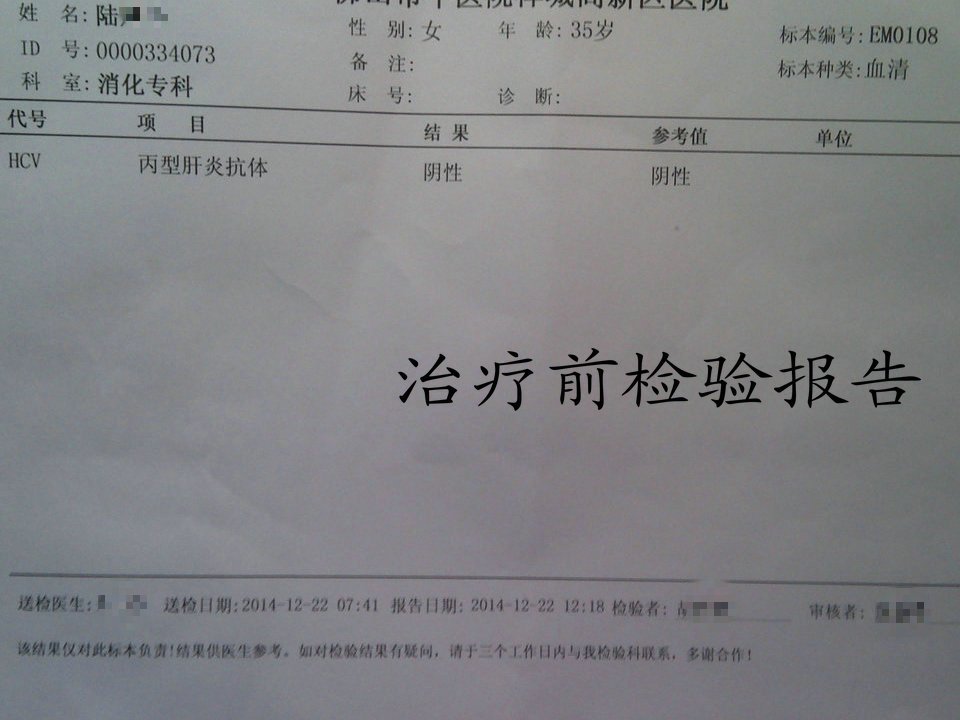 姓 名: 陆
性 别: 女 年 龄: 35岁 标本编号: EM0108
ID 号: 0000334073 备 注: 标本种类: 血清
科 室: 消化专科 床 号: 诊 断:
代号 项 目 结 果 参考值 单位
HCV 丙型肝炎抗体 阴性 阴性
治疗前检验报告
送检医生: 送检日期: 2014-12-22 07:41 报告日期: 2014-12-22 12:18 检验者: 审核者:
该结果仅对此标本负责!结果供医生参考。如对检验结果有疑问，请于三个工作日内与我检验科联系，多谢合作!